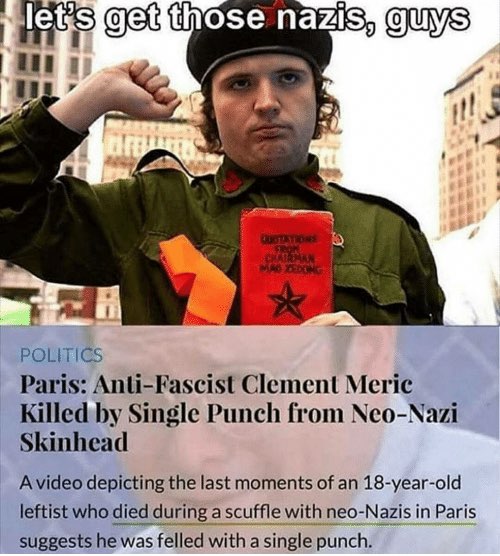 let's get those nazis, guys
QUOTATIONS
FROM
CHAIRMAN
MAO ZEDONG
POLITICS
Paris: Anti-Fascist Clement Meric
Killed by Single Punch from Neo-Nazi
Skinhead
A video depicting the last moments of an 18-year-old
leftist who died during a scuffle with neo-Nazis in Paris
suggests he was felled with a single punch.